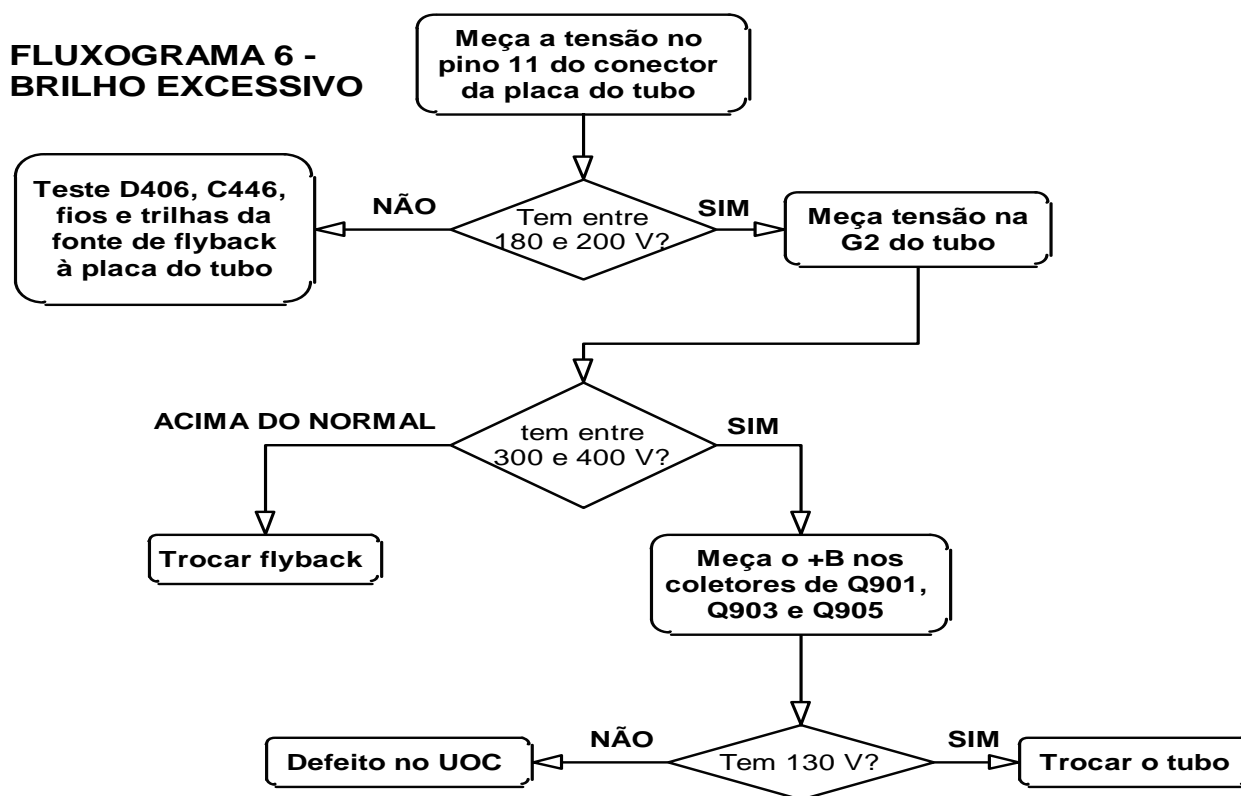 FLUXOGRAMA 6 -
BRILHO EXCESSIVO
Meça a tensão no
pino 11 do conector
da placa do tubo
Tem entre
180 e 200 V?
NÃO
SIM
Teste D406, C446,
fios e trilhas da
fonte de flyback
à placa do tubo
Meça tensão na
G2 do tubo
tem entre
300 e 400 V?
ACIMA DO NORMAL
SIM
Trocar flyback
Meça o +B nos
coletores de Q901,
Q903 e Q905
Tem 130 V?
NÃO
SIM
Defeito no UOC
Trocar o tubo